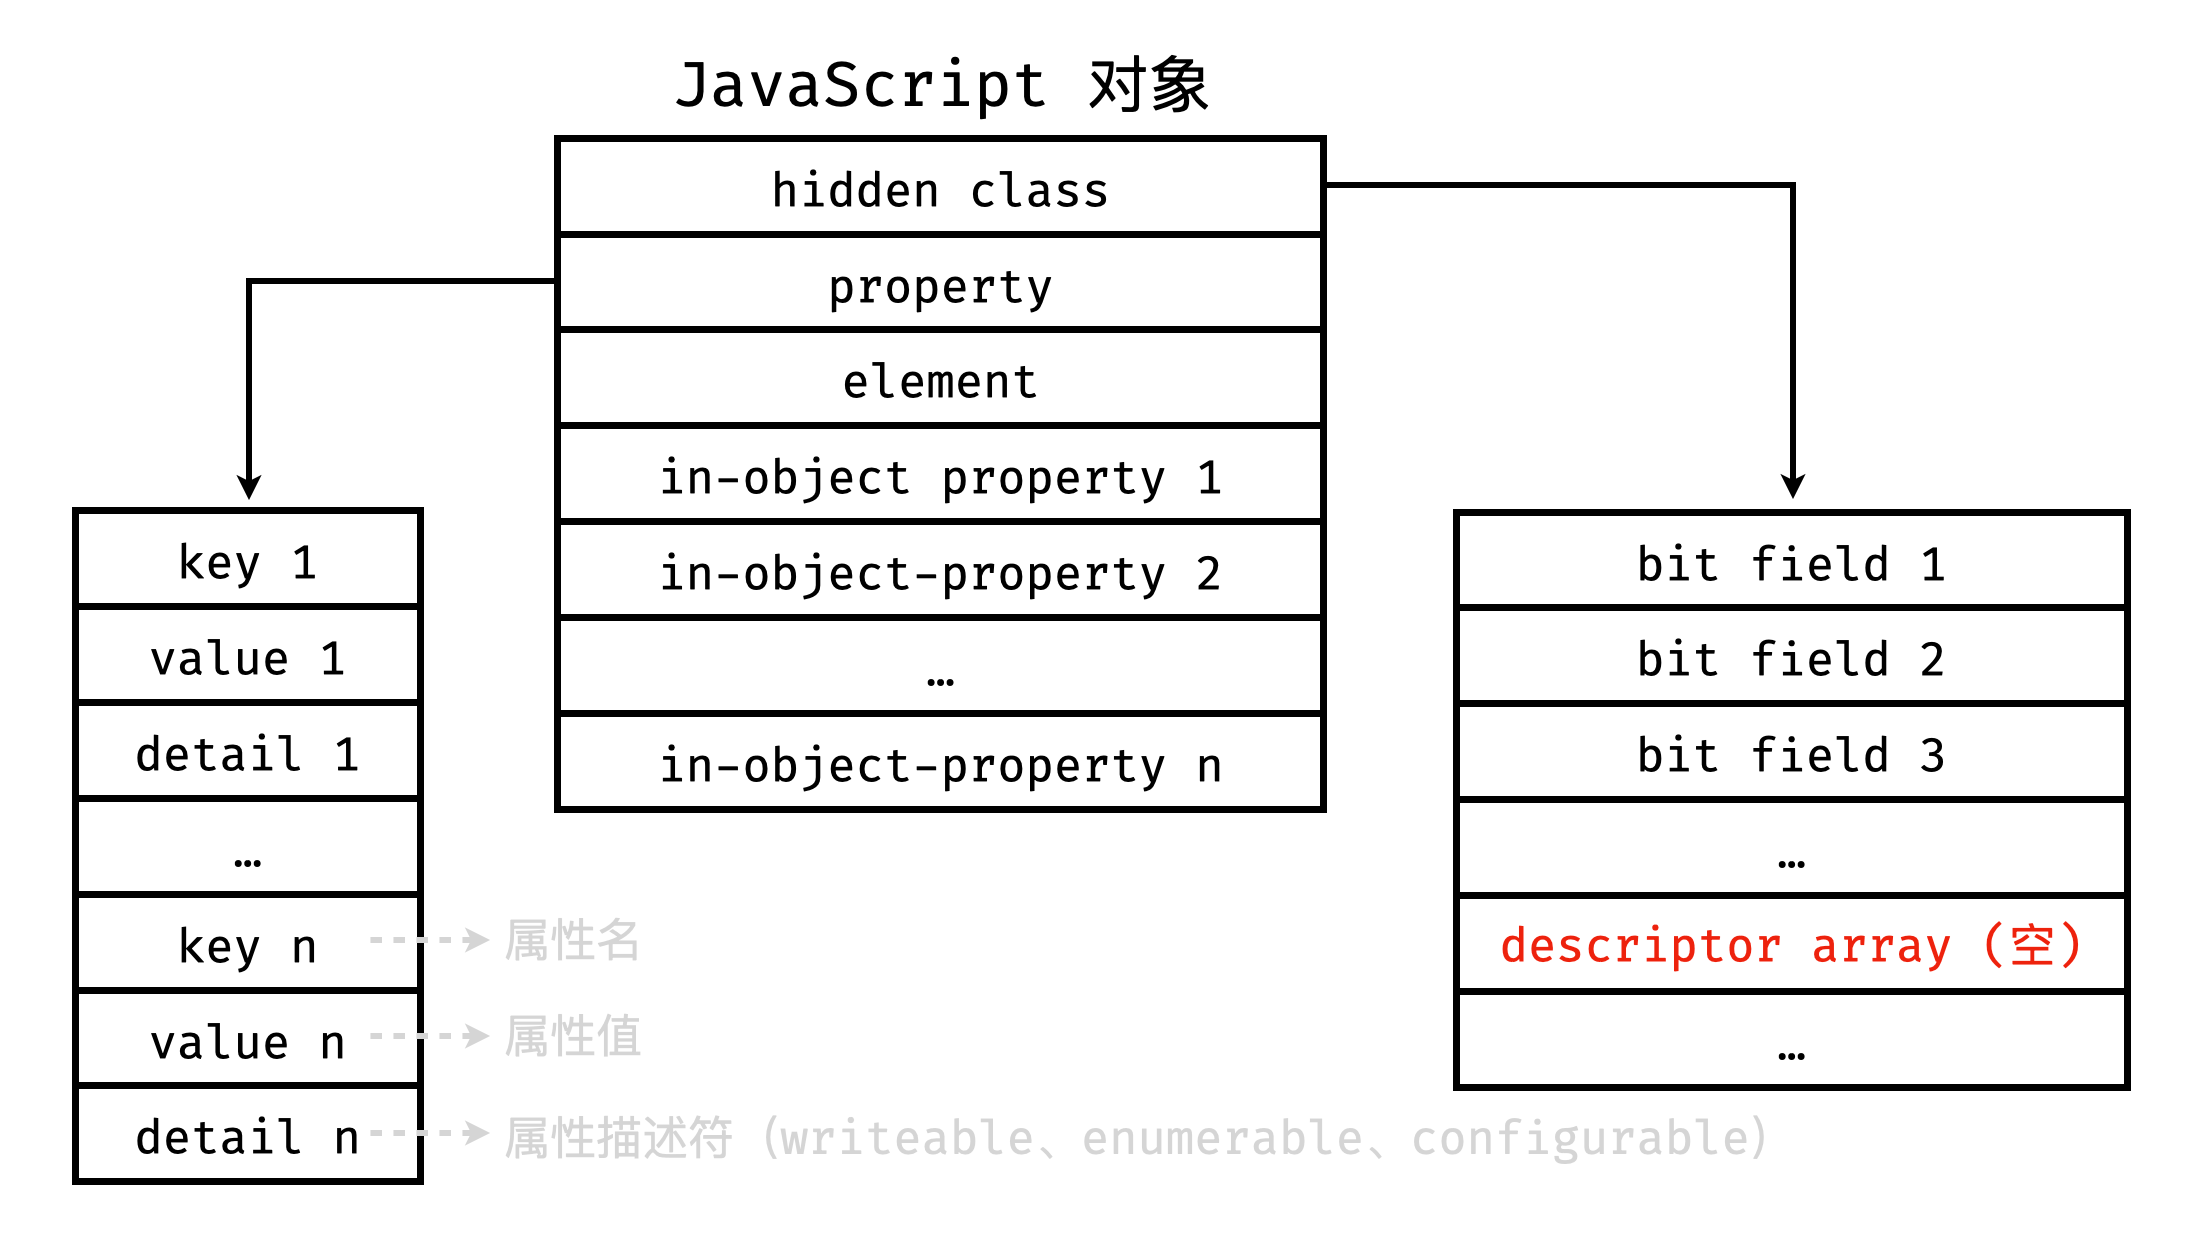 JavaScript 对象
hidden class
property
element
in-object property 1
in-object-property 2
…
in-object-property n
key 1
value 1
detail 1
…
key n
属性名
value n
属性值
detail n
属性描述符（writeable、enumerable、configurable）
bit field 1
bit field 2
bit field 3
…
descriptor array（空）
…